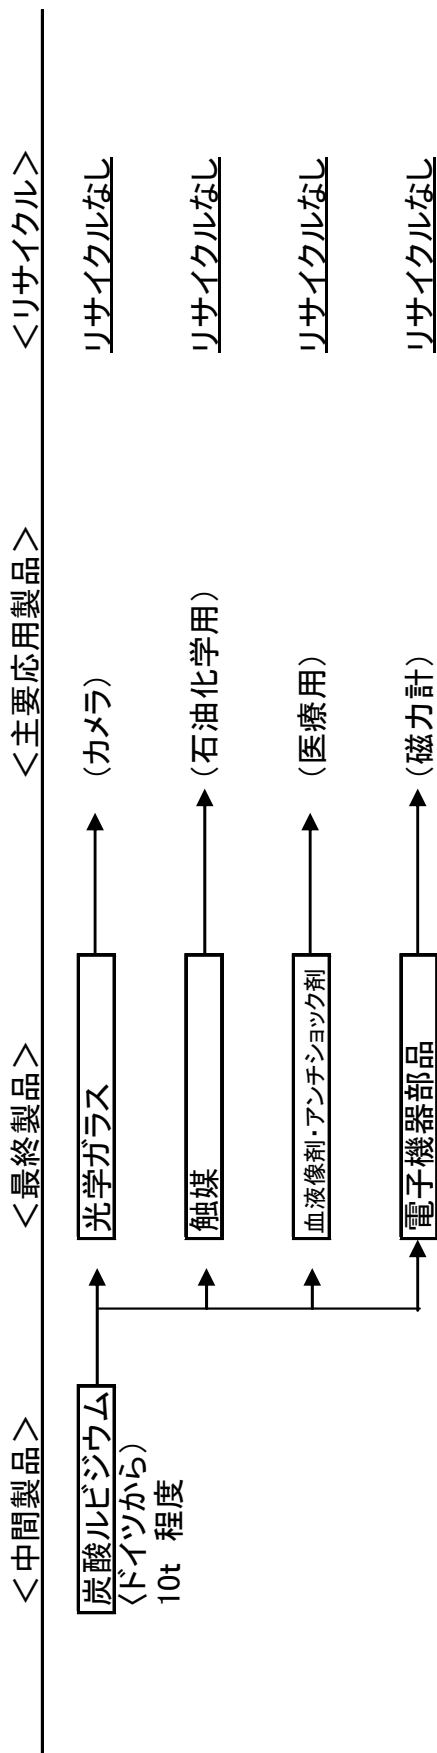 ＜中間製品＞
＜最終製品＞
＜主要応用製品＞
＜リサイクル＞
炭酸ルビジウム
〈ドイツから〉
10t 程度
光学ガラス
（カメラ）
リサイクルなし
触媒
（石油化学用）
リサイクルなし
血液像剤・アンチショック剤
（医療用）
リサイクルなし
電子機器部品
（磁力計）
リサイクルなし